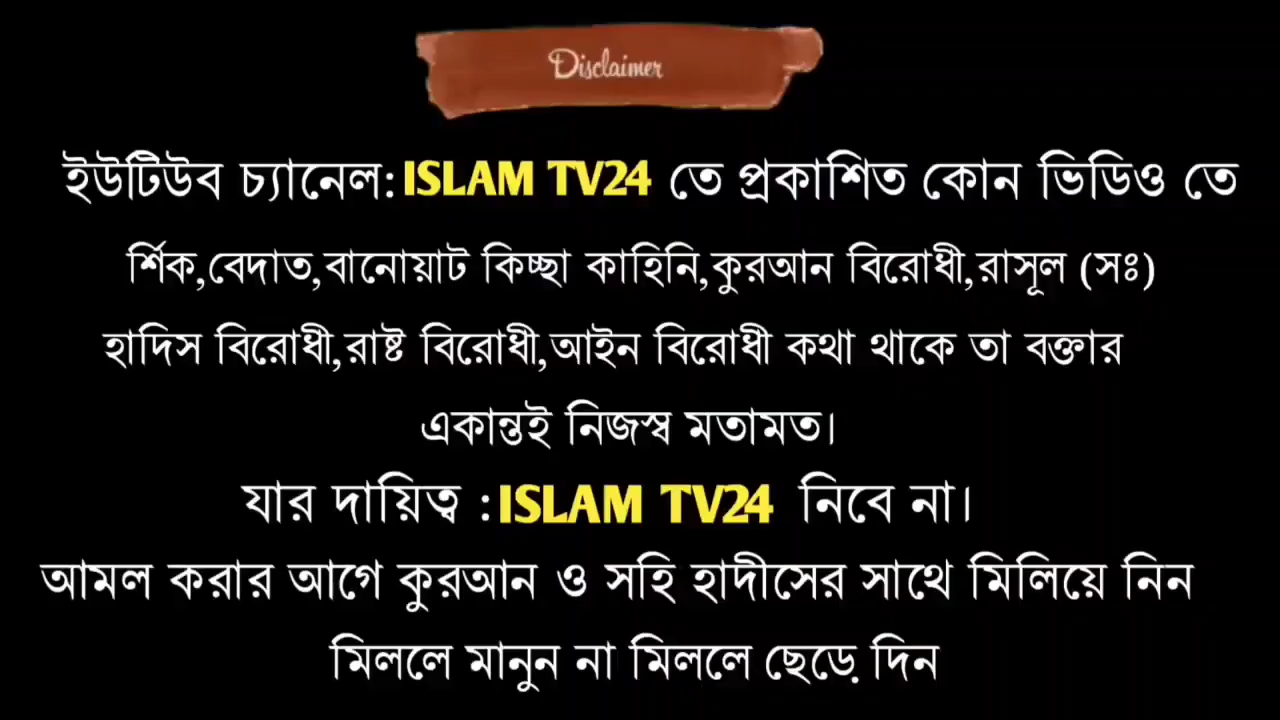 Disclaimer
ইউটিউব চ্যানেল:ISLAM TV24 তে প্রকাশিত কোন ভিডিও তে
র্শিক,বেদাত,বানোয়াট কিচ্ছা কাহিনি,কুরআন বিরোধী,রাসূল (সঃ)
হাদিস বিরোধী,রাষ্ট বিরোধী,আইন বিরোধী কথা থাকে তা বক্তার
একান্তই নিজস্ব মতামত।
যার দায়িত্ব :ISLAM TV24 নিবে না।
আমল করার আগে কুরআন ও সহি হাদীসের সাথে মিলিয়ে নিন
মিললে মানুন না মিললে ছেড়ে দিন